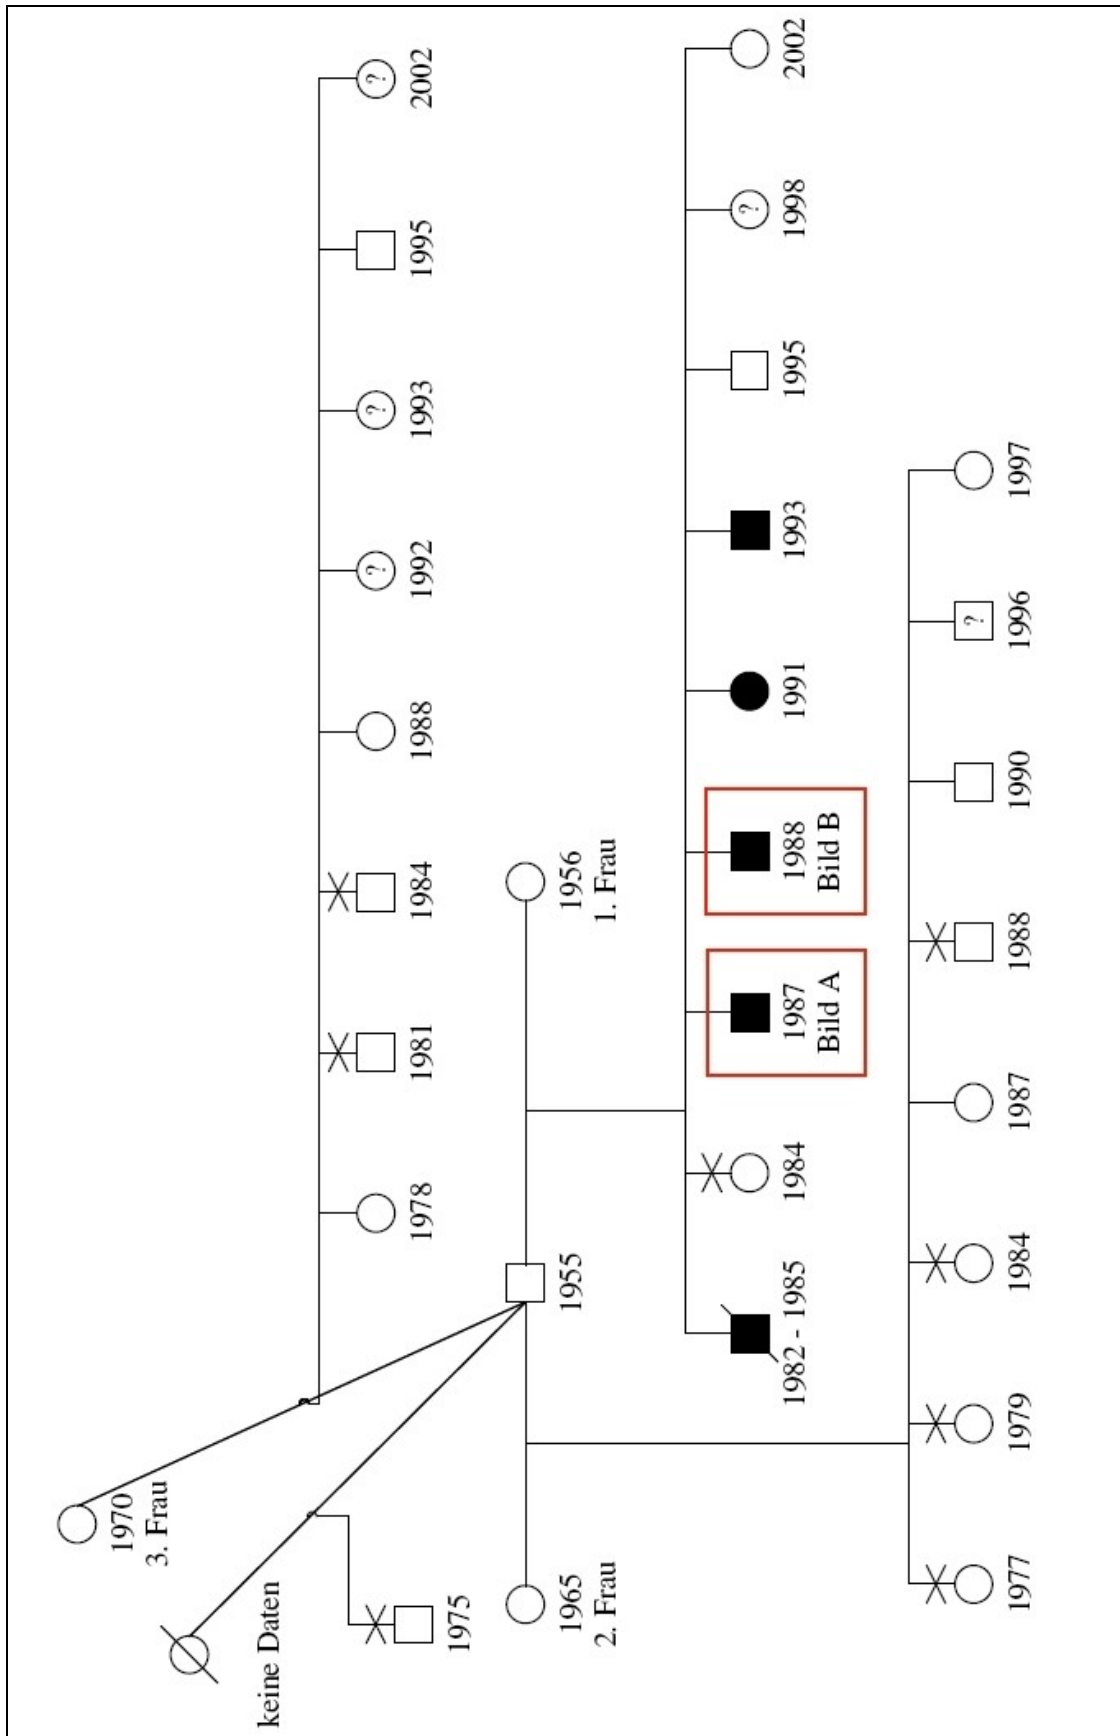 1970
3. Frau
keine Daten
? ? ?
1978 1981 1984 1988 1992 1993 1995 2002
1975
1965 1955 1956
2. Frau 1. Frau
?
1982 - 1985 1984 1987 1988 1991 1993 1995 1998 2002
Bild A Bild B
?
1977 1979 1984 1987 1988 1990 1996 1997